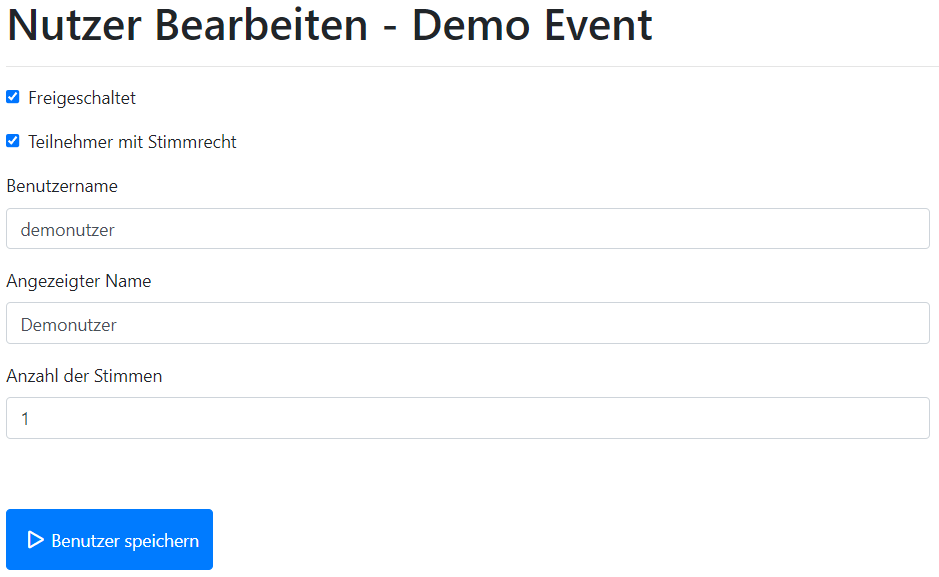 Nutzer Bearbeiten - Demo Event
Freigeschaltet
Teilnehmer mit Stimmrecht
Benutzername
demonutzer
Angezeigter Name
Demonutzer
Anzahl der Stimmen
1
Benutzer speichern